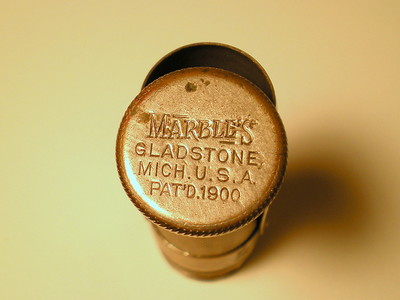 MARBLE'S
GLADSTONE,
MICH. U.S.A.
PAT'D. 1900